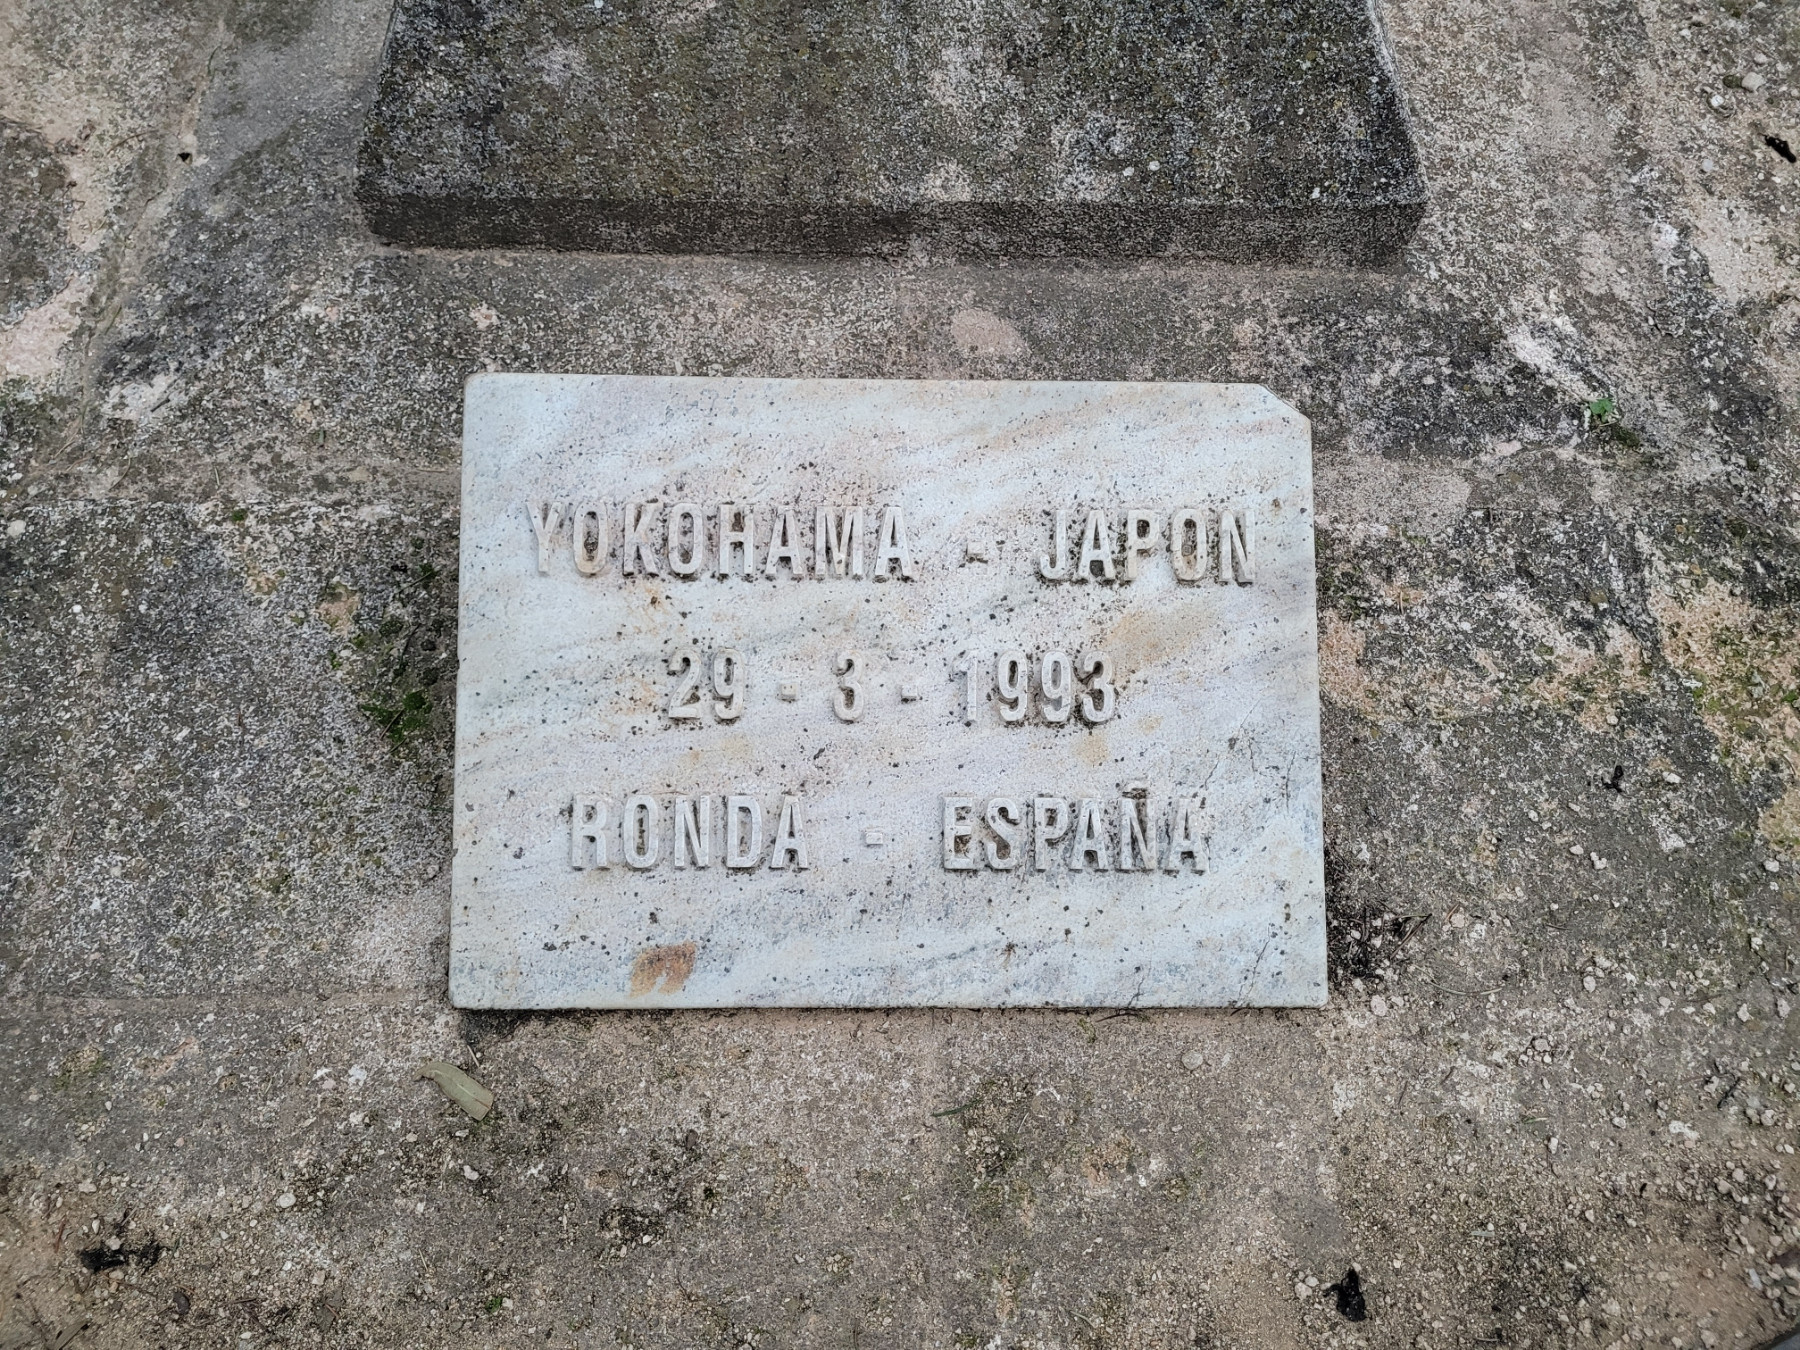 YOKOHAMA - JAPON
29 - 3 - 1993
RONDA - ESPAÑA